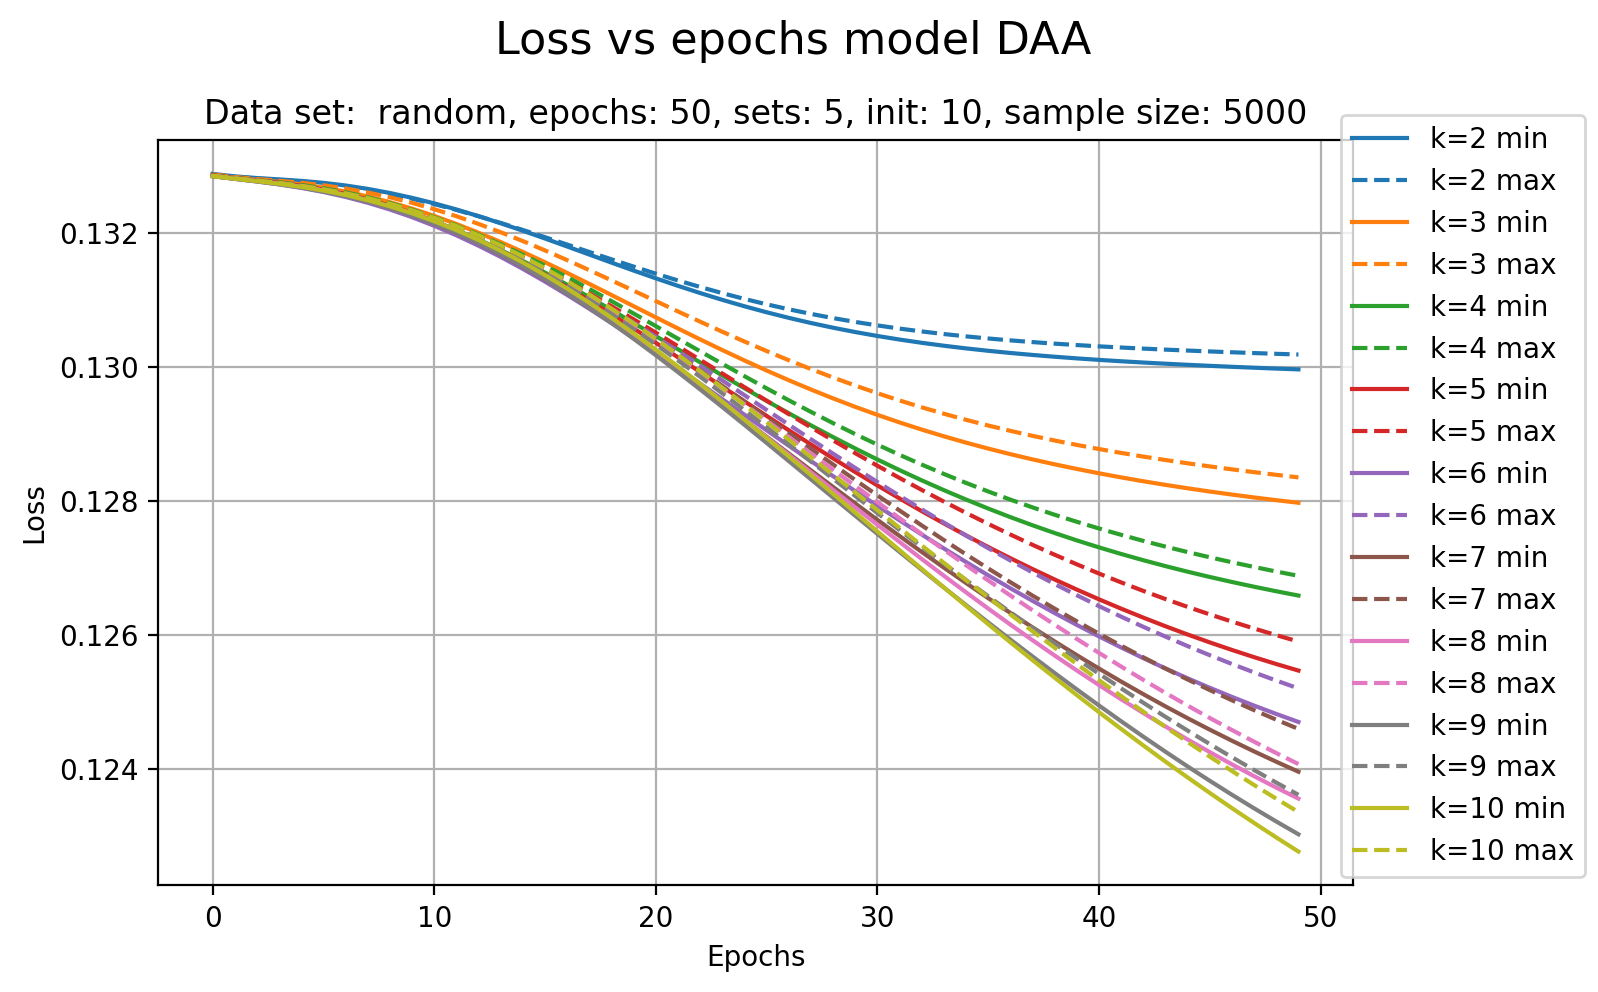 Loss vs epochs model DAA
Data set:  random, epochs: 50, sets: 5, init: 10, sample size: 5000
k=2 min
k=2 max
k=3 min
k=3 max
k=4 min
k=4 max
k=5 min
k=5 max
k=6 min
k=6 max
k=7 min
k=7 max
k=8 min
k=8 max
k=9 min
k=9 max
k=10 min
k=10 max
Loss
0.132
0.130
0.128
0.126
0.124
0 10 20 30 40 50
Epochs